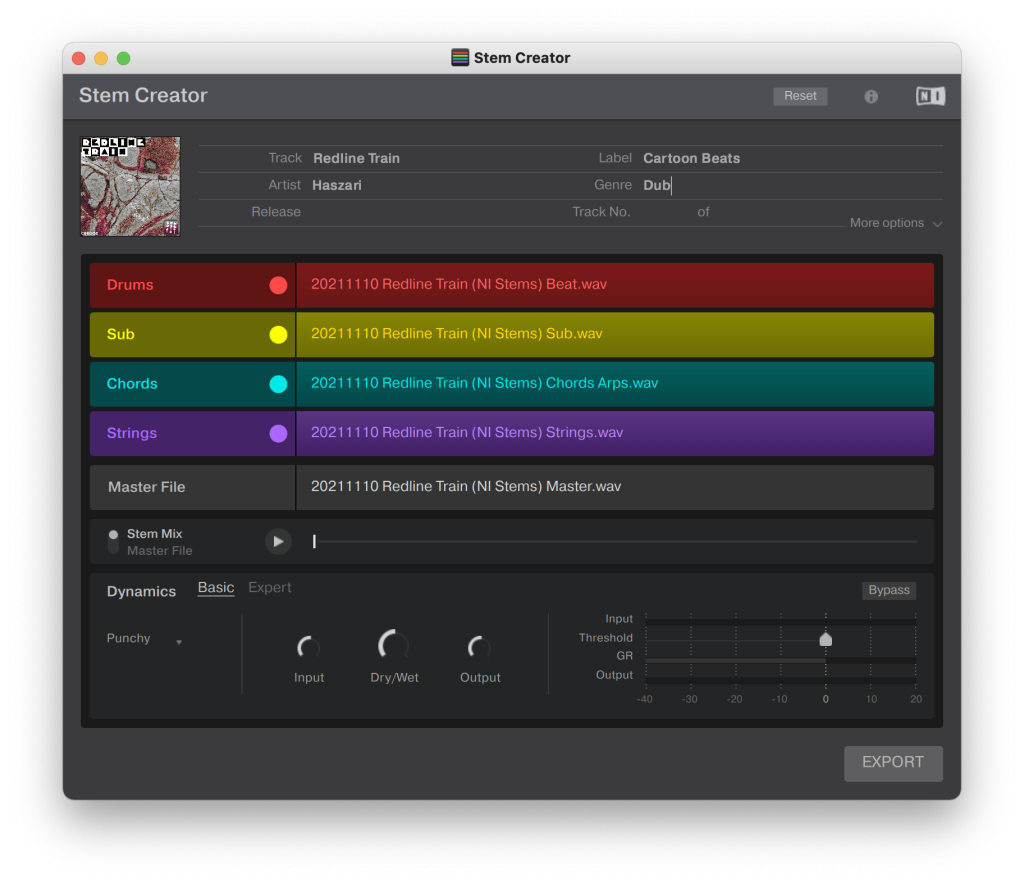 Stem Creator
Stem Creator
Reset
NI
REDLINE
TRAIN
Track Redline Train
Label Cartoon Beats
Artist Haszari
Genre Dub
Release
Track No. of
More options
Drums 20211110 Redline Train (NI Stems) Beat.wav
Sub 20211110 Redline Train (NI Stems) Sub.wav
Chords 20211110 Redline Train (NI Stems) Chords Arps.wav
Strings 20211110 Redline Train (NI Stems) Strings.wav
Master File 20211110 Redline Train (NI Stems) Master.wav
Stem Mix
Master File
Dynamics Basic Expert
Bypass
Punchy
Input Dry/Wet Output
Input
Threshold
GR
Output
-40 -30 -20 -10 0 10 20
EXPORT